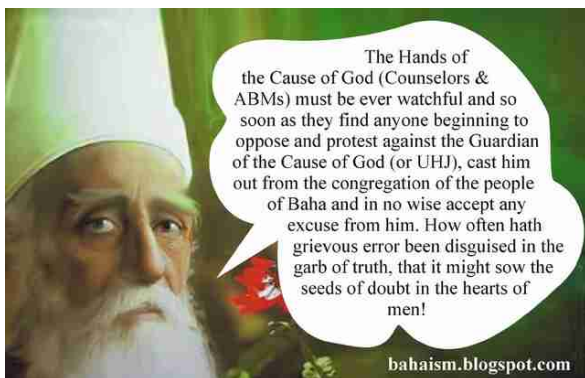 The Hands of
the Cause of God (Counselors &
ABMs) must be ever watchful and so
soon as they find anyone beginning to
oppose and protest against the Guardian
of the Cause of God (or UHJ), cast him
out from the congregation of the people
of Baha and in no wise accept any
excuse from him. How often hath
grievous error been disguised in the
garb of truth, that it might sow the
seeds of doubt in the hearts of
men!
bahaism.blogspot.com